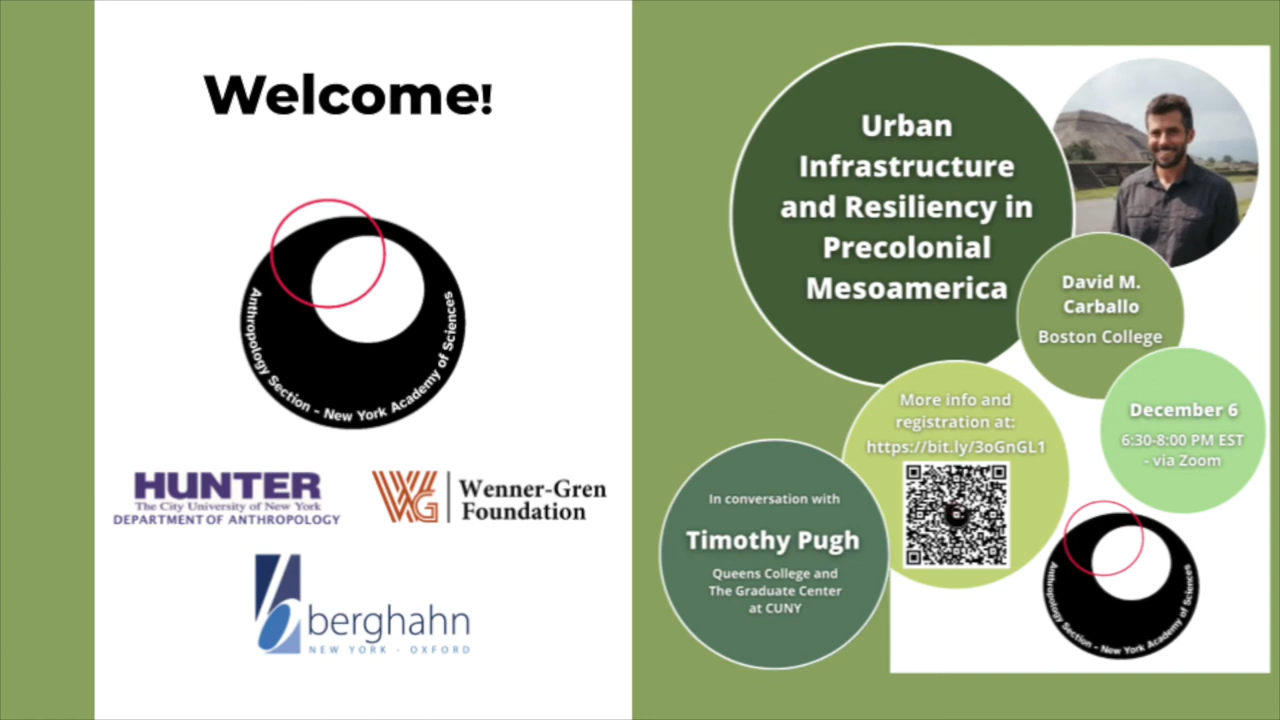 Welcome!
Anthropology Section - New York Academy of Sciences
HUNTER
The City University of New York
DEPARTMENT OF ANTHROPOLOGY
WG
Wenner-Gren
Foundation
b
berghahn
NEW YORK · OXFORD
Urban
Infrastructure
and Resiliency in
Precolonial
Mesoamerica
David M.
Carballo
Boston College
December 6
6:30-8:00 PM EST
- via Zoom
More info and
registration at:
https://bit.ly/3oGnGL1
In conversation with
Timothy Pugh
Queens College and
The Graduate Center
at CUNY
Anthropology Section - New York Academy of Sciences